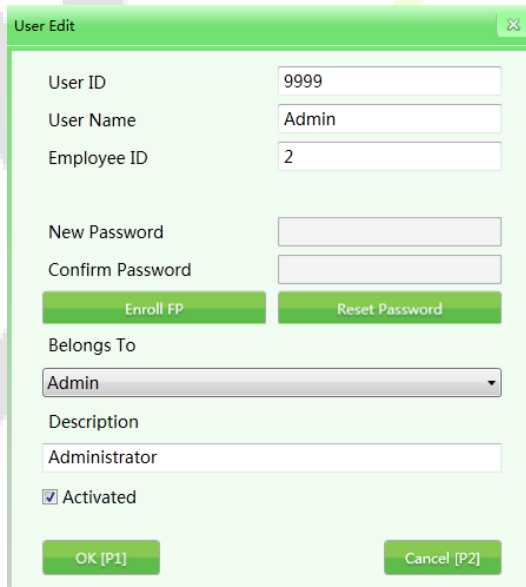 User Edit
User ID 9999
User Name Admin
Employee ID 2
New Password
Confirm Password
Enroll FP Reset Password
Belongs To
Admin
Description
Administrator
Activated
OK [P1] Cancel [P2]